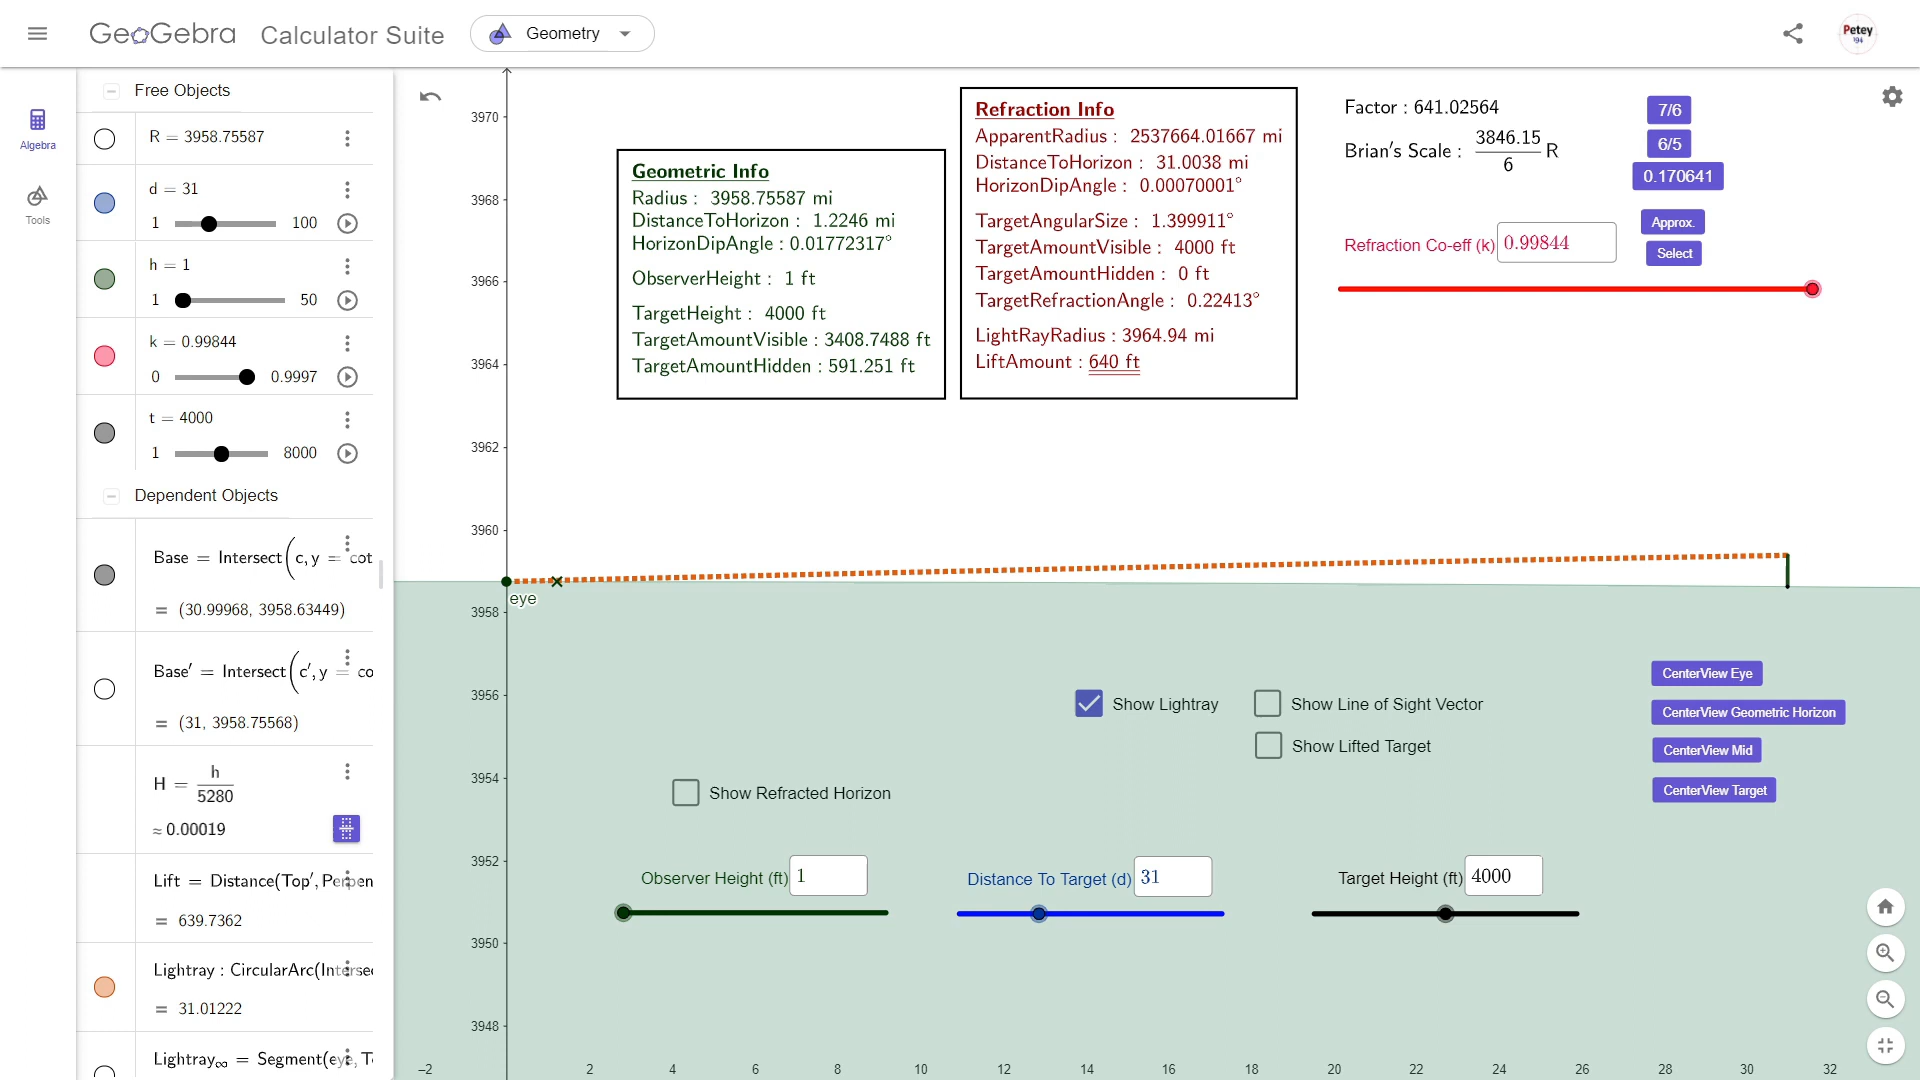 GeoGebra Calculator Suite Geometry
Petey
'94
Algebra
Tools
Free Objects
R = 3958.75587
d = 31
1 100
h = 1
1 50
k = 0.99844
0 0.9997
t = 4000
1 8000
Dependent Objects
Base = Intersect(c, y = cot
= (30.99968, 3958.63449)
Base′ = Intersect(c′, y = co
= (31, 3958.75568)
H = h/5280
≈ 0.00019
Lift = Distance(Top′, Perpen
= 639.7362
Lightray : CircularArc(Interse
= 31.01222
Lightray∞ = Segment(eye, T
3970
3968
3966
3964
3962
3960
3958
3956
3954
3952
3950
3948
-2 2 4 6 8 10 12 14 16 18 20 22 24 26 28 30 32
Geometric Info
Radius : 3958.75587 mi
DistanceToHorizon : 1.2246 mi
HorizonDipAngle : 0.01772317°
ObserverHeight : 1 ft
TargetHeight : 4000 ft
TargetAmountVisible : 3408.7488 ft
TargetAmountHidden : 591.251 ft
Refraction Info
ApparentRadius : 2537664.01667 mi
DistanceToHorizon : 31.0038 mi
HorizonDipAngle : 0.00070001°
TargetAngularSize : 1.399911°
TargetAmountVisible : 4000 ft
TargetAmountHidden : 0 ft
TargetRefractionAngle : 0.22413°
LightRayRadius : 3964.94 mi
LiftAmount : 640 ft
Factor : 641.02564
Brian's Scale : 3846.15/6 R
7/6
6/5
0.170641
Approx.
Refraction Co-eff (k) 0.99844
Select
eye
Show Lightray
Show Line of Sight Vector
Show Lifted Target
Show Refracted Horizon
CenterView Eye
CenterView Geometric Horizon
CenterView Mid
CenterView Target
Observer Height (ft) 1
Distance To Target (d) 31
Target Height (ft) 4000